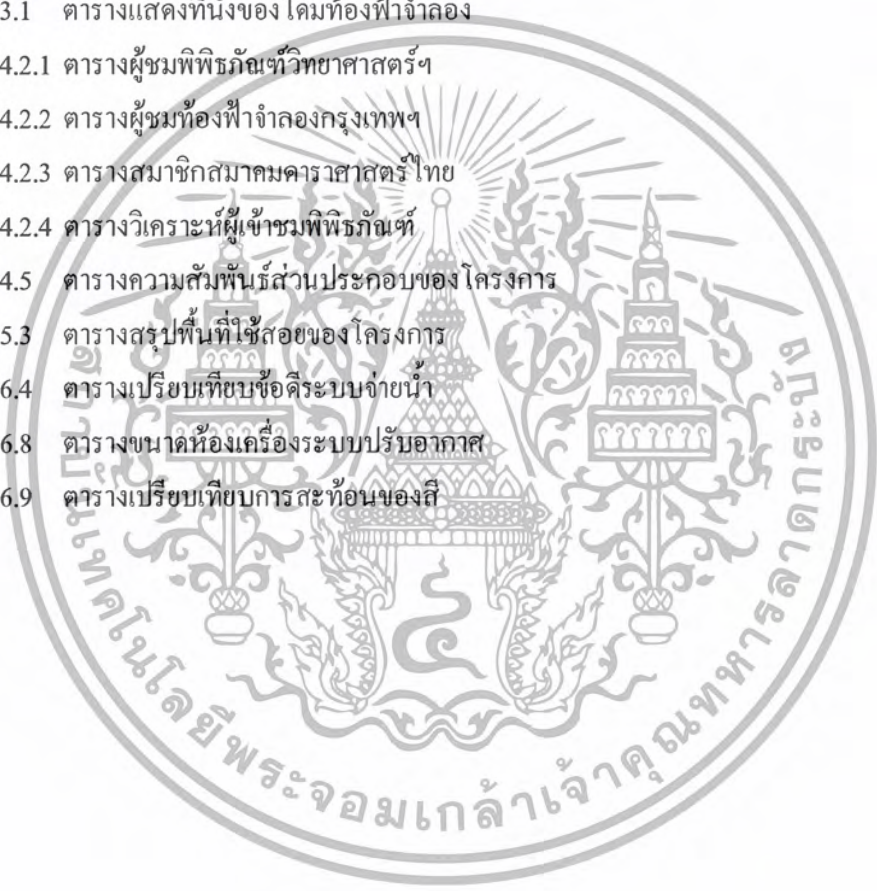 3.1 ตารางแสดงที่นั่งของโดมท้องฟ้าจำลอง
4.2.1 ตารางผู้ชมพิพิธภัณฑ์วิทยาศาสตร์ฯ
4.2.2 ตารางผู้ชมท้องฟ้าจำลองกรุงเทพฯ
4.2.3 ตารางสมาชิกสมาคมดาราศาสตร์ไทย
4.2.4 ตารางวิเคราะห์ผู้เข้าชมพิพิธภัณฑ์
4.5 ตารางความสัมพันธ์ส่วนประกอบของโครงการ
5.3 ตารางสรุปพื้นที่ใช้สอยของโครงการ
6.4 ตารางเปรียบเทียบข้อดีระบบจ่ายน้ำ
6.8 ตารางขนาดห้องเครื่องระบบปรับอากาศ
6.9 ตารางเปรียบเทียบการสะท้อนของสี
สถาบันเทคโนโลยีพระจอมเกล้าเจ้าคุณทหารลาดกระบัง